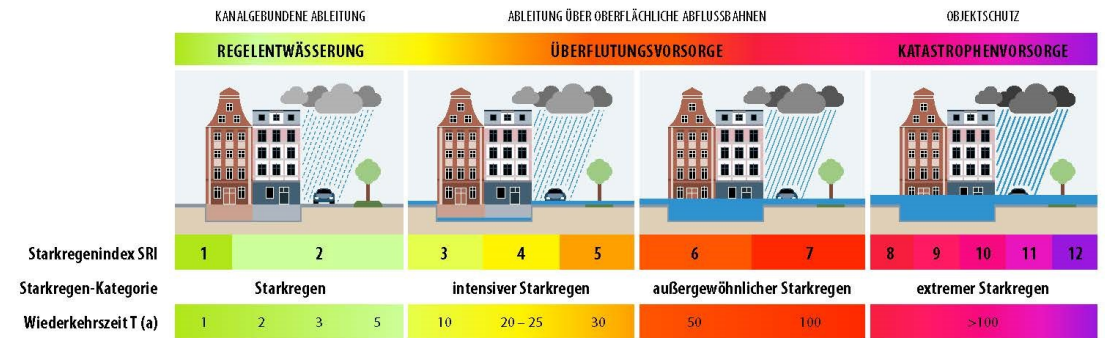 KANALGEBUNDENE ABLEITUNG ABLEITUNG ÜBER OBERFLÄCHLICHE ABFLUSSBAHNEN OBJEKTSCHUTZ
REGELENTWÄSSERUNG ÜBERFLUTUNGSVORSORGE KATASTROPHENVORSORGE
Starkregenindex SRI 1 2 3 4 5 6 7 8 9 10 11 12
Starkregen-Kategorie Starkregen intensiver Starkregen außergewöhnlicher Starkregen extremer Starkregen
Wiederkehrszeit T (a) 1 2 3 5 10 20 – 25 30 50 100 >100